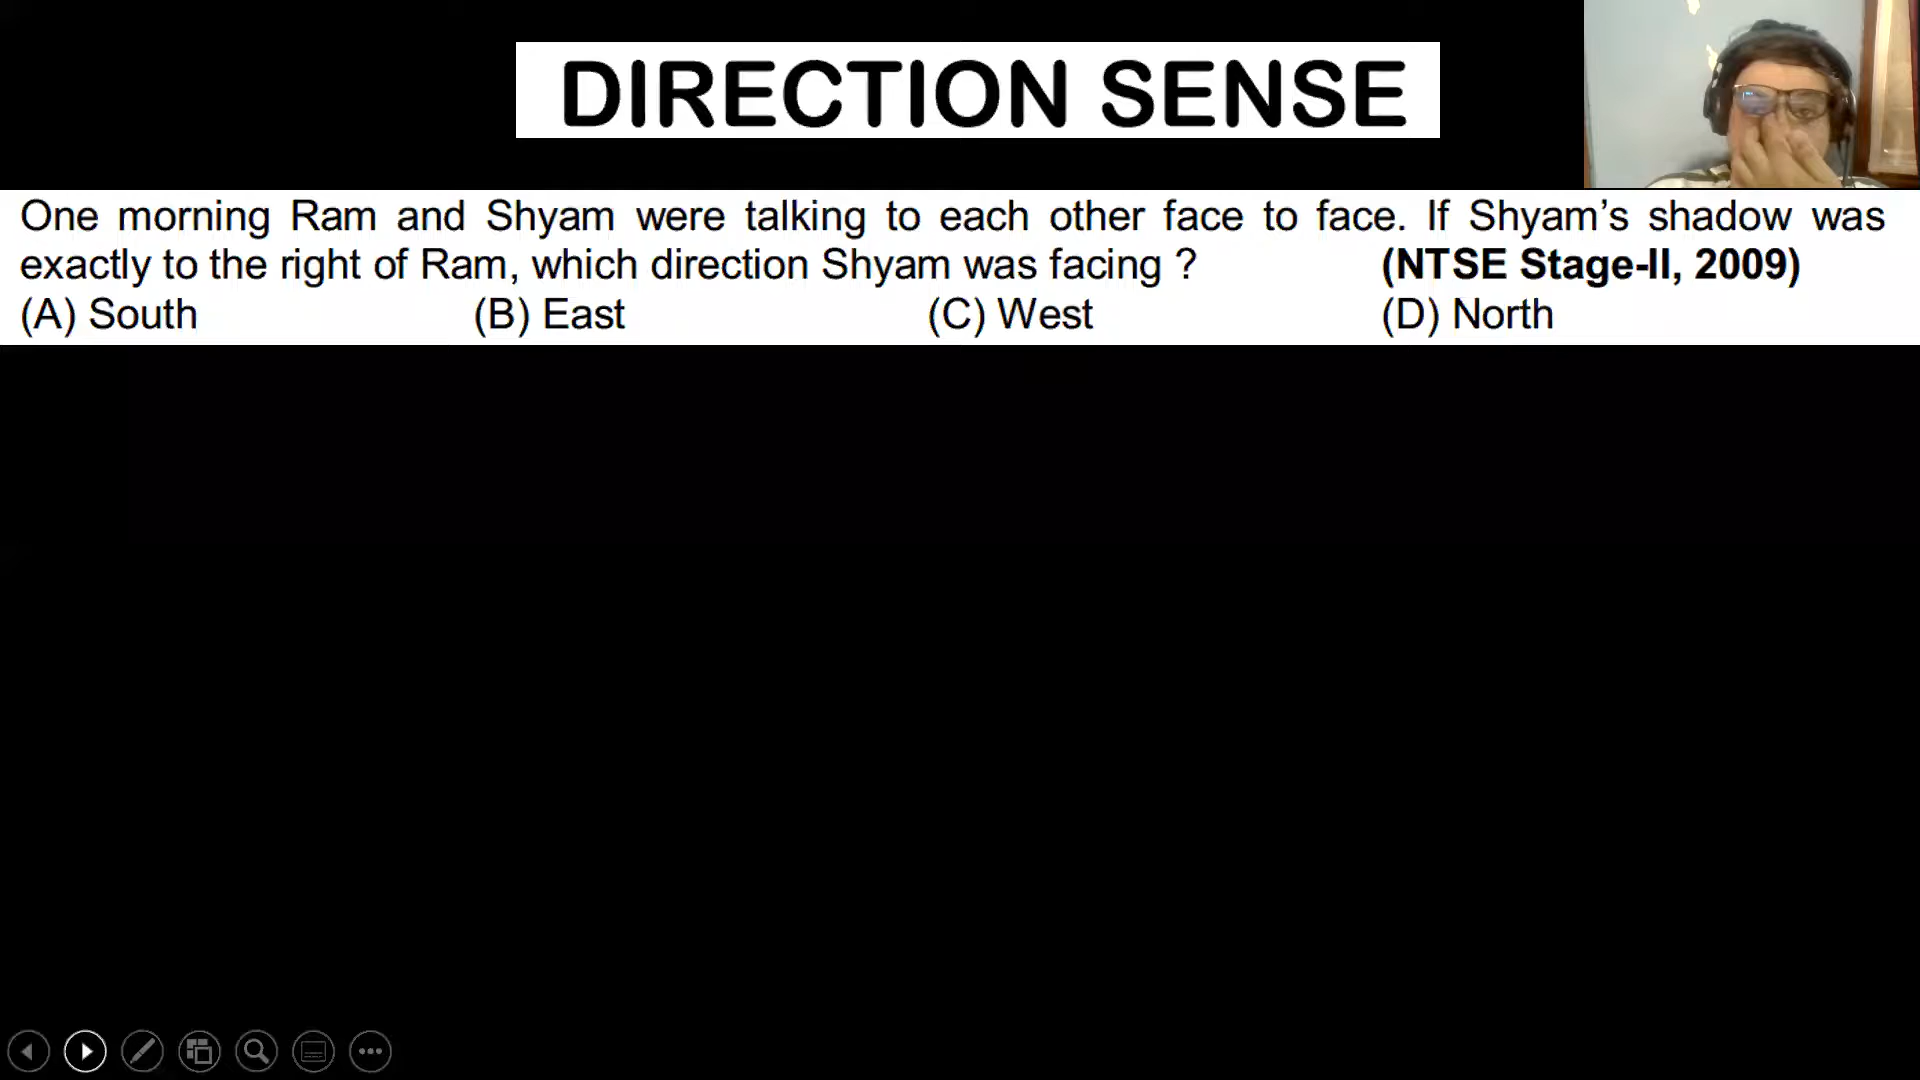 DIRECTION SENSE
One morning Ram and Shyam were talking to each other face to face. If Shyam’s shadow was
exactly to the right of Ram, which direction Shyam was facing ? (NTSE Stage-II, 2009)
(A) South (B) East (C) West (D) North